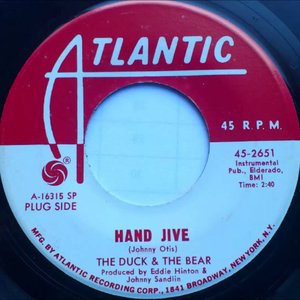 ATLANTIC
45 R.P.M.
®
A-16315 SP
PLUG SIDE
45-2651
Instrumental
Pub., Eldorado,
BMI
Time: 2:40
HAND JIVE
(Johnny Otis)
THE DUCK & THE BEAR
Produced by Eddie Hinton &
Johnny Sandlin
MFG. BY ATLANTIC RECORDING CORP., 1841 BROADWAY, NEW YORK, N.Y.